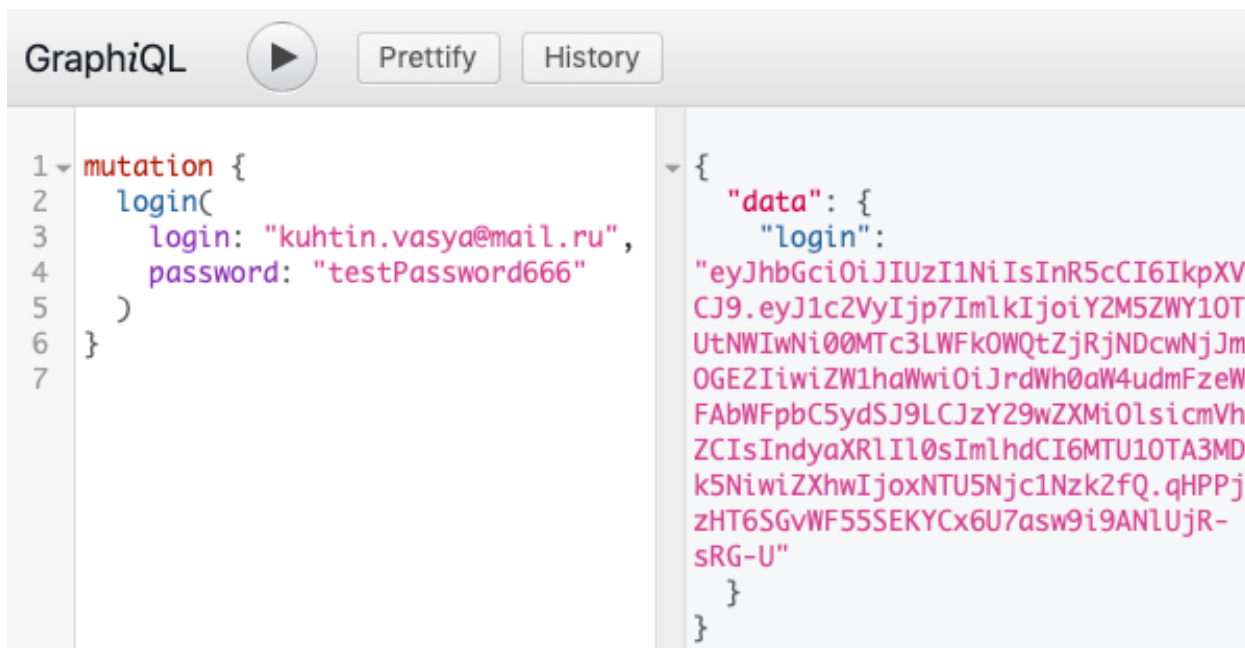 GraphiQL
Prettify
History
1 mutation {
2 login(
3 login: "kuhtin.vasya@mail.ru",
4 password: "testPassword666"
5 )
6 }
7
{
"data": {
"login":
"eyJhbGciOiJIUzI1NiIsInR5cCI6IkpXV
CJ9.eyJ1c2VyIjp7ImlkIjoiY2M5ZWY1OT
UtNWIwNi00MTc3LWFkOWQtZjRjNDcwNjJm
OGE2IiwiZW1haWwiOiJrdWh0aW4udmFzeW
FAbWFpbC5ydSJ9LCJzY29wZXMiOlsicmVh
ZCIsIndyaXRlIl0sImlhdCI6MTU1OTA3MD
k5NiwiZXhwIjoxNTU5Njc1Nzk2fQ.qHPPj
zHT6SGvWF55SEKYCx6U7asw9i9ANlUjR-
sRG-U"
}
}